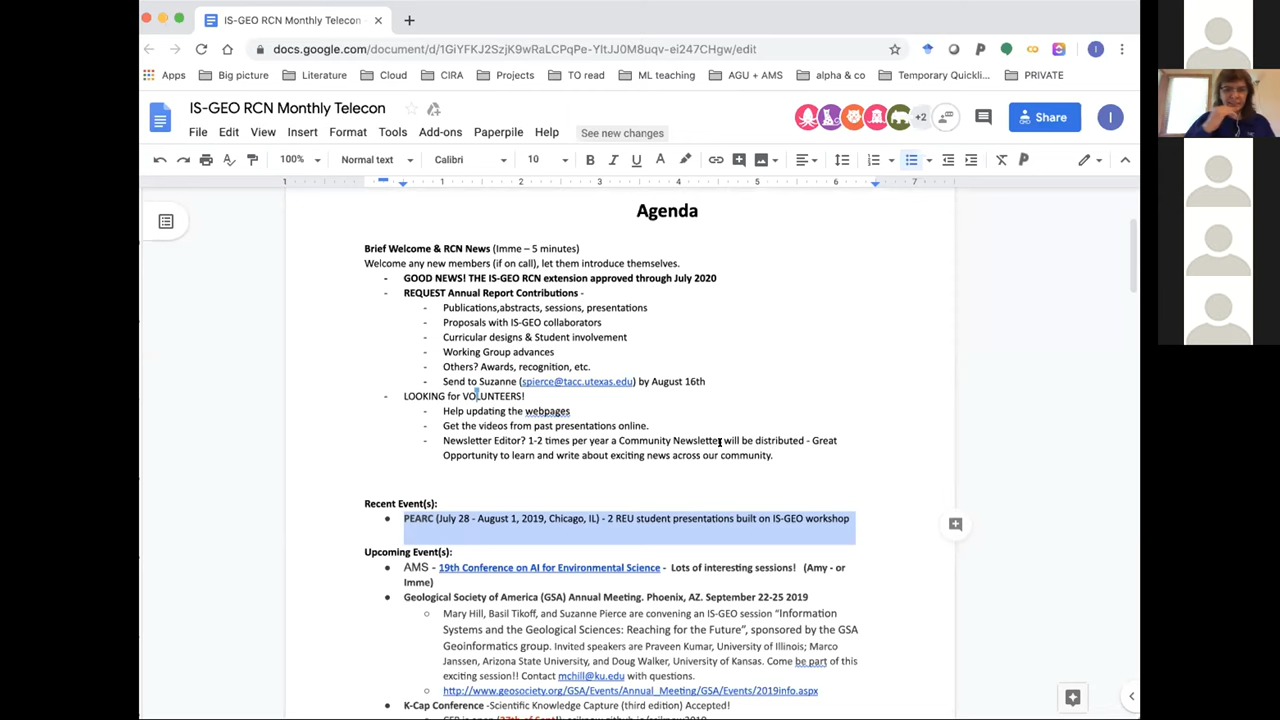 IS-GEO RCN Monthly Telecon
docs.google.com/document/d/1GiYFKJ2SzjK9wRaLCPqPe-YltJJ0M8uqv-ei247CHgw/edit
Apps Big picture Literature Cloud CIRA Projects TO read ML teaching AGU + AMS alpha & co Temporary Quickli... PRIVATE
IS-GEO RCN Monthly Telecon
+2 Share I
File Edit View Insert Format Tools Add-ons Paperpile Help See new changes
100% Normal text Calibri 10 B I U A
1 1 2 3 4 5 6 7
Agenda
Brief Welcome & RCN News (Imme – 5 minutes)
Welcome any new members (if on call), let them introduce themselves.
- GOOD NEWS! THE IS-GEO RCN extension approved through July 2020
- REQUEST Annual Report Contributions -
- Publications,abstracts, sessions, presentations
- Proposals with IS-GEO collaborators
- Curricular designs & Student involvement
- Working Group advances
- Others? Awards, recognition, etc.
- Send to Suzanne (spierce@tacc.utexas.edu) by August 16th
- LOOKING for VOLUNTEERS!
- Help updating the webpages
- Get the videos from past presentations online.
- Newsletter Editor? 1-2 times per year a Community Newsletter will be distributed - Great
Opportunity to learn and write about exciting news across our community.
Recent Event(s):
● PEARC (July 28 - August 1, 2019, Chicago, IL) - 2 REU student presentations built on IS-GEO workshop
Upcoming Event(s):
● AMS - 19th Conference on AI for Environmental Science - Lots of interesting sessions! (Amy - or
Imme)
● Geological Society of America (GSA) Annual Meeting. Phoenix, AZ. September 22-25 2019
○ Mary Hill, Basil Tikoff, and Suzanne Pierce are convening an IS-GEO session “Information
Systems and the Geological Sciences: Reaching for the Future”, sponsored by the GSA
Geoinformatics group. Invited speakers are Praveen Kumar, University of Illinois; Marco
Janssen, Arizona State University, and Doug Walker, University of Kansas. Come be part of this
exciting session!! Contact mchill@ku.edu with questions.
○ http://www.geosociety.org/GSA/Events/Annual_Meeting/GSA/Events/2019info.aspx
● K-Cap Conference -Scientific Knowledge Capture (third edition) Accepted!